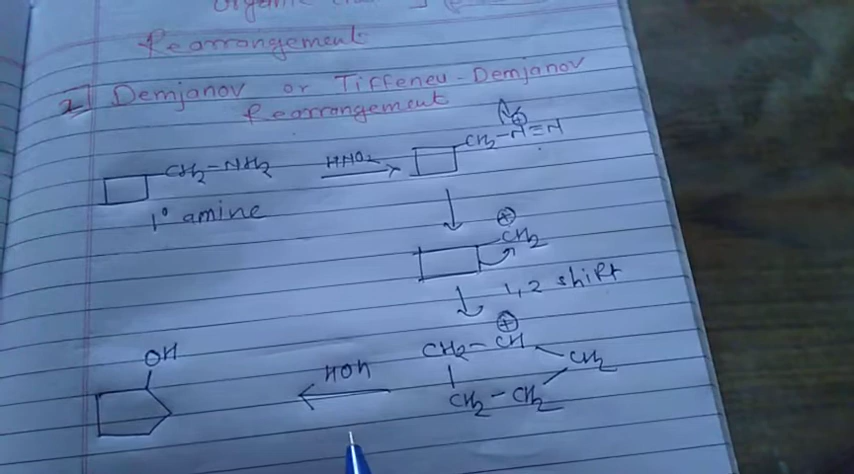 Rearrangement
2] Demjanov or Tiffeneu-Demjanov
Rearrangement
CH2-NH2 HNO2 CH2-N=N
1° amine
⊕
CH2
1,2 shift
⊕
CH2-CH
CH2
OH
HOH
CH2-CH2